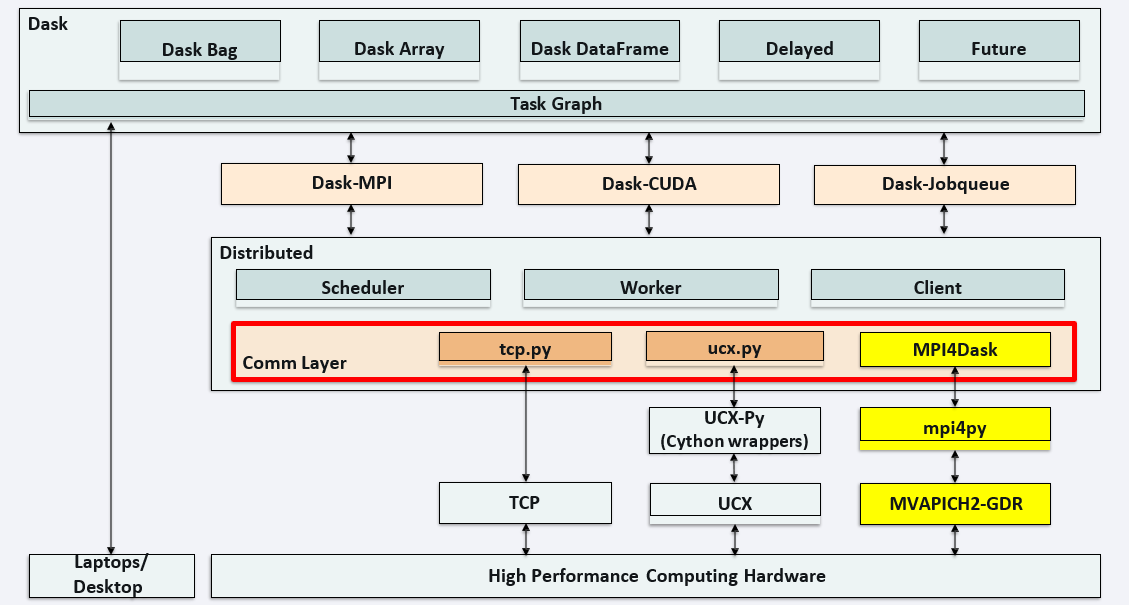 Dask
Dask Bag
Dask Array
Dask DataFrame
Delayed
Future
Task Graph
Dask-MPI
Dask-CUDA
Dask-Jobqueue
Distributed
Scheduler
Worker
Client
Comm Layer
tcp.py
ucx.py
MPI4Dask
UCX-Py
(Cython wrappers)
mpi4py
TCP
UCX
MVAPICH2-GDR
Laptops/
Desktop
High Performance Computing Hardware